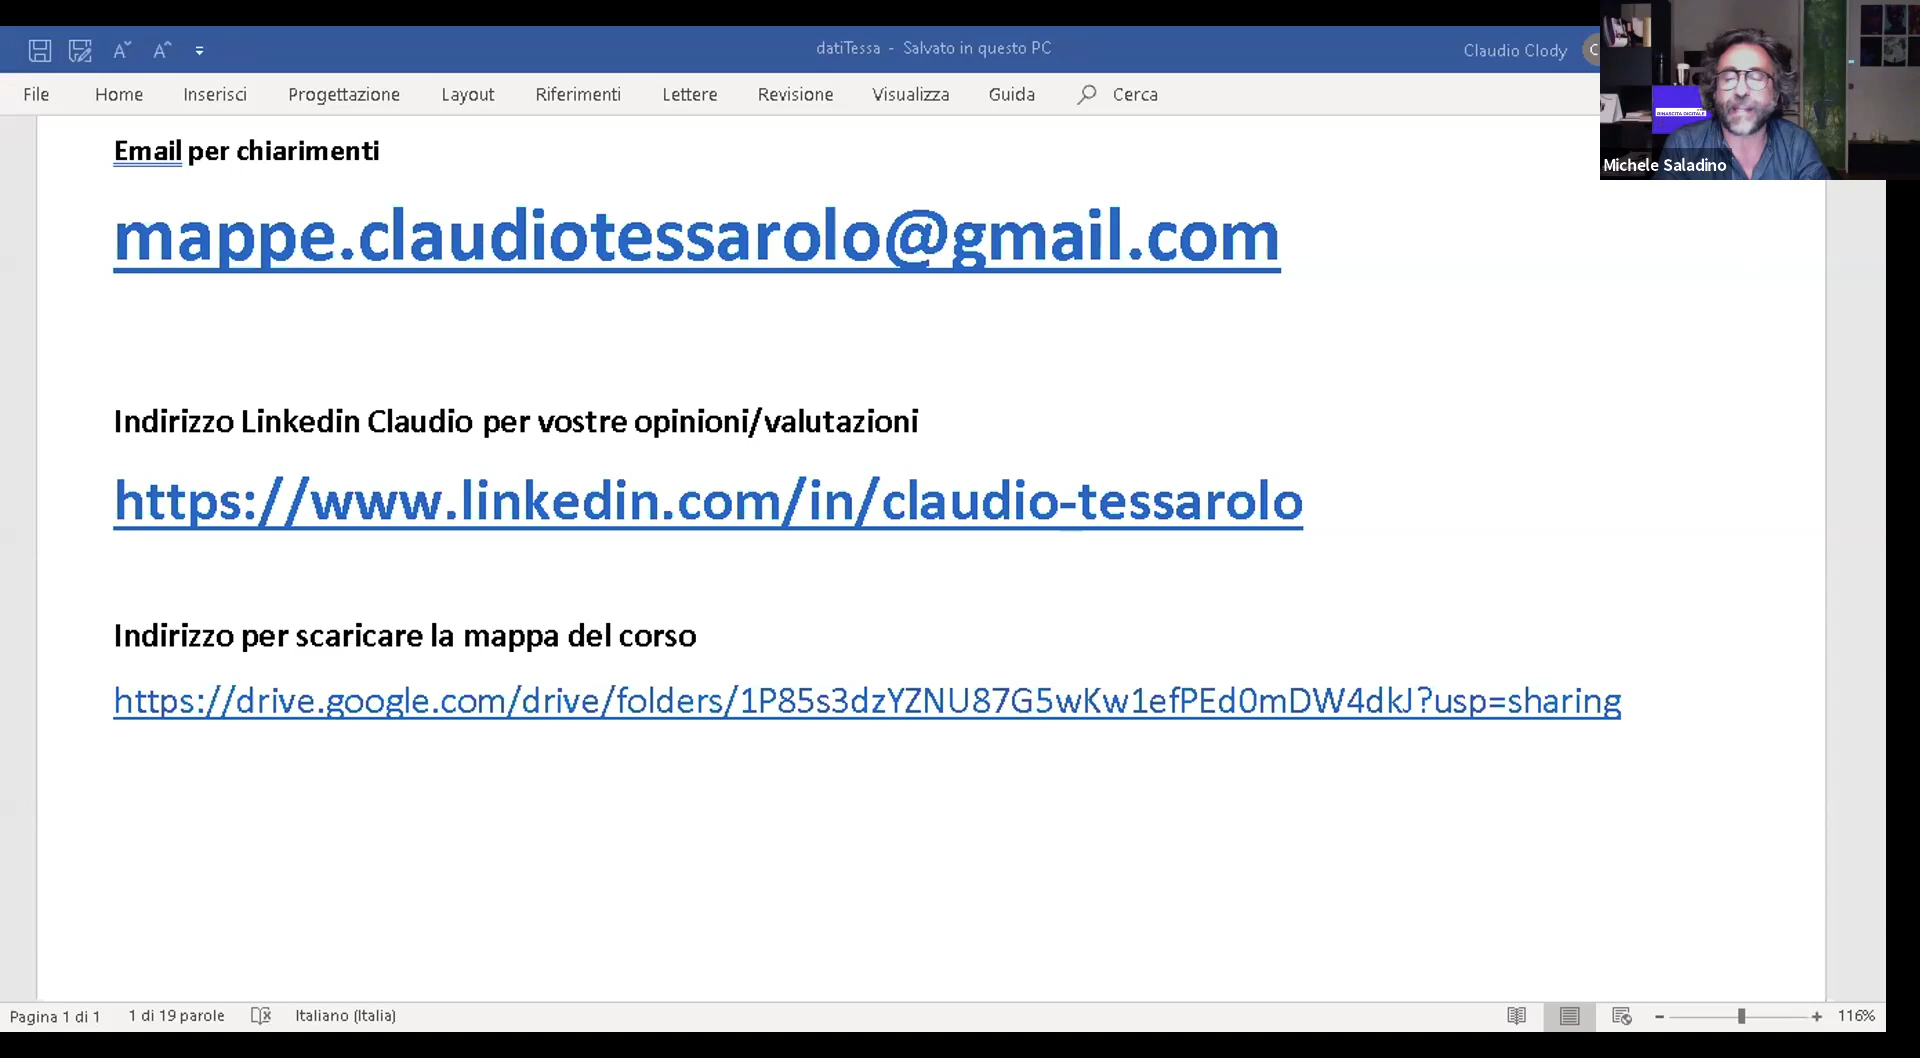 datiTessa - Salvato in questo PC
Claudio Clody
C
File Home Inserisci Progettazione Layout Riferimenti Lettere Revisione Visualizza Guida Cerca
RINASCITA DIGITALE
Michele Saladino
Email per chiarimenti
mappe.claudiotessarolo@gmail.com
Indirizzo Linkedin Claudio per vostre opinioni/valutazioni
https://www.linkedin.com/in/claudio-tessarolo
Indirizzo per scaricare la mappa del corso
https://drive.google.com/drive/folders/1P85s3dzYZNU87G5wKw1efPEd0mDW4dkJ?usp=sharing
Pagina 1 di 1 1 di 19 parole Italiano (Italia) 116%